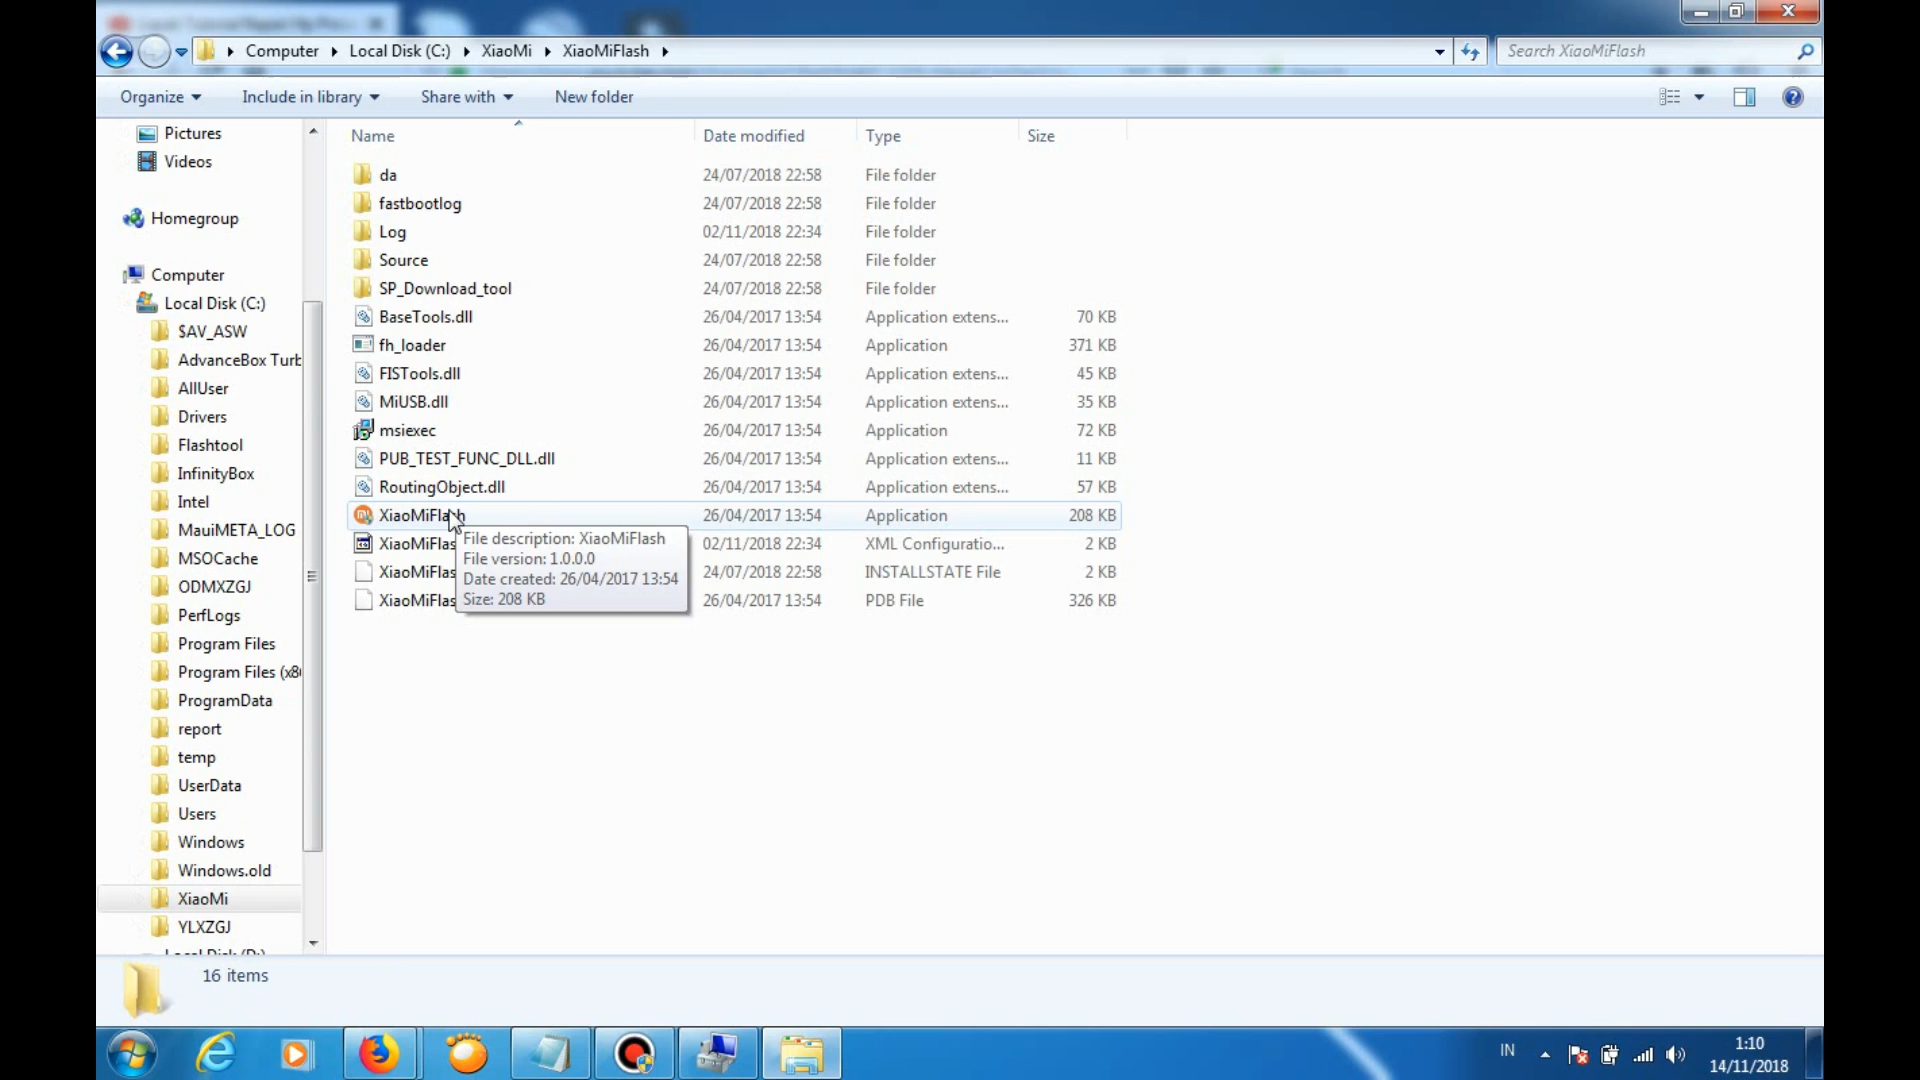 Computer Local Disk (C:) XiaoMi XiaoMiFlash
Search XiaoMiFlash
Organize Include in library Share with New folder
Name Date modified Type Size
Pictures
Videos
Homegroup
Computer
Local Disk (C:)
$AV_ASW
AdvanceBox Turb
AllUser
Drivers
Flashtool
InfinityBox
Intel
MauiMETA_LOG
MSOCache
ODMXZGJ
PerfLogs
Program Files
Program Files (x8
ProgramData
report
temp
UserData
Users
Windows
Windows.old
XiaoMi
YLXZGJ
da 24/07/2018 22:58 File folder
fastbootlog 24/07/2018 22:58 File folder
Log 02/11/2018 22:34 File folder
Source 24/07/2018 22:58 File folder
SP_Download_tool 24/07/2018 22:58 File folder
BaseTools.dll 26/04/2017 13:54 Application extens... 70 KB
fh_loader 26/04/2017 13:54 Application 371 KB
FISTools.dll 26/04/2017 13:54 Application extens... 45 KB
MiUSB.dll 26/04/2017 13:54 Application extens... 35 KB
msiexec 26/04/2017 13:54 Application 72 KB
PUB_TEST_FUNC_DLL.dll 26/04/2017 13:54 Application extens... 11 KB
RoutingObject.dll 26/04/2017 13:54 Application extens... 57 KB
XiaoMiFlash 26/04/2017 13:54 Application 208 KB
XiaoMiFlas 02/11/2018 22:34 XML Configuratio... 2 KB
XiaoMiFlas 24/07/2018 22:58 INSTALLSTATE File 2 KB
XiaoMiFlas 26/04/2017 13:54 PDB File 326 KB
File description: XiaoMiFlash
File version: 1.0.0.0
Date created: 26/04/2017 13:54
Size: 208 KB
16 items
IN
1:10
14/11/2018